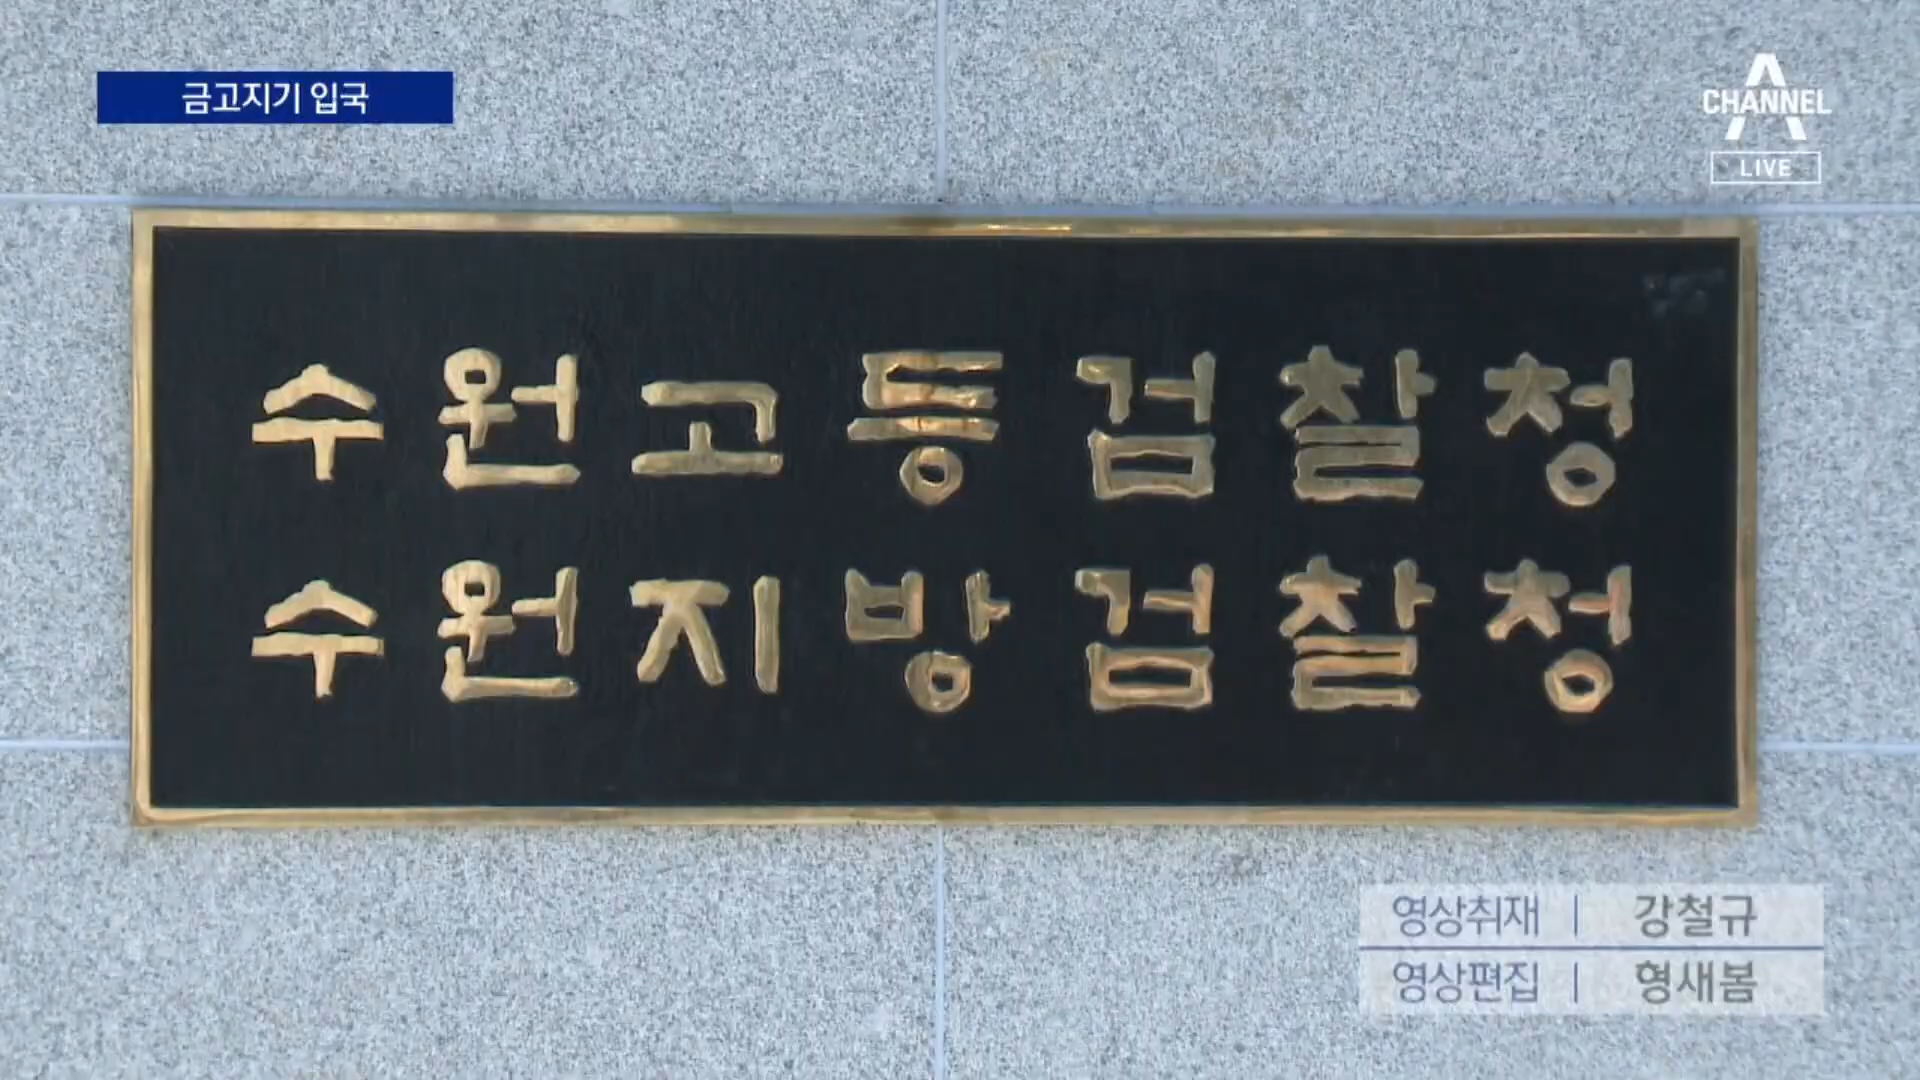 금고지기 입국
CHANNEL A
LIVE
수원고등검찰청
수원지방검찰청
영상취재 | 강철규
영상편집 | 형새봄